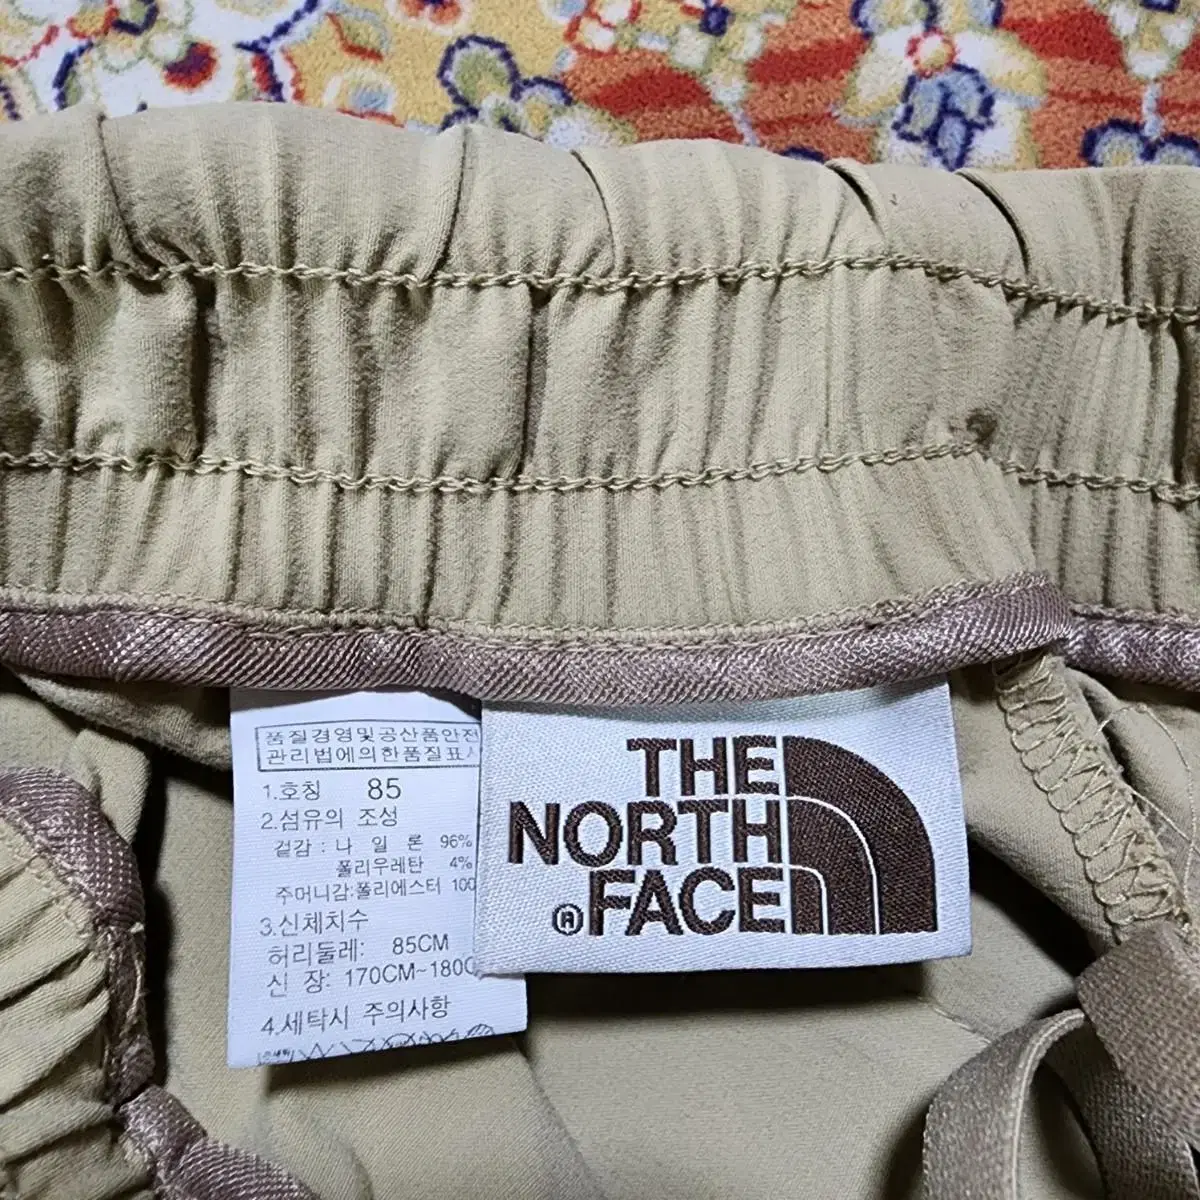 품질경영및공산품안전
관리법에의한품질표시
1.호칭 85
2.섬유의 조성
겉감 : 나 일 론 96%
폴리우레탄 4%
주머니감:폴리에스터 100
3.신체치수
허리둘레: 85CM
신 장: 170CM~180C
4.세탁시 주의사항
THE
NORTH
®FACE